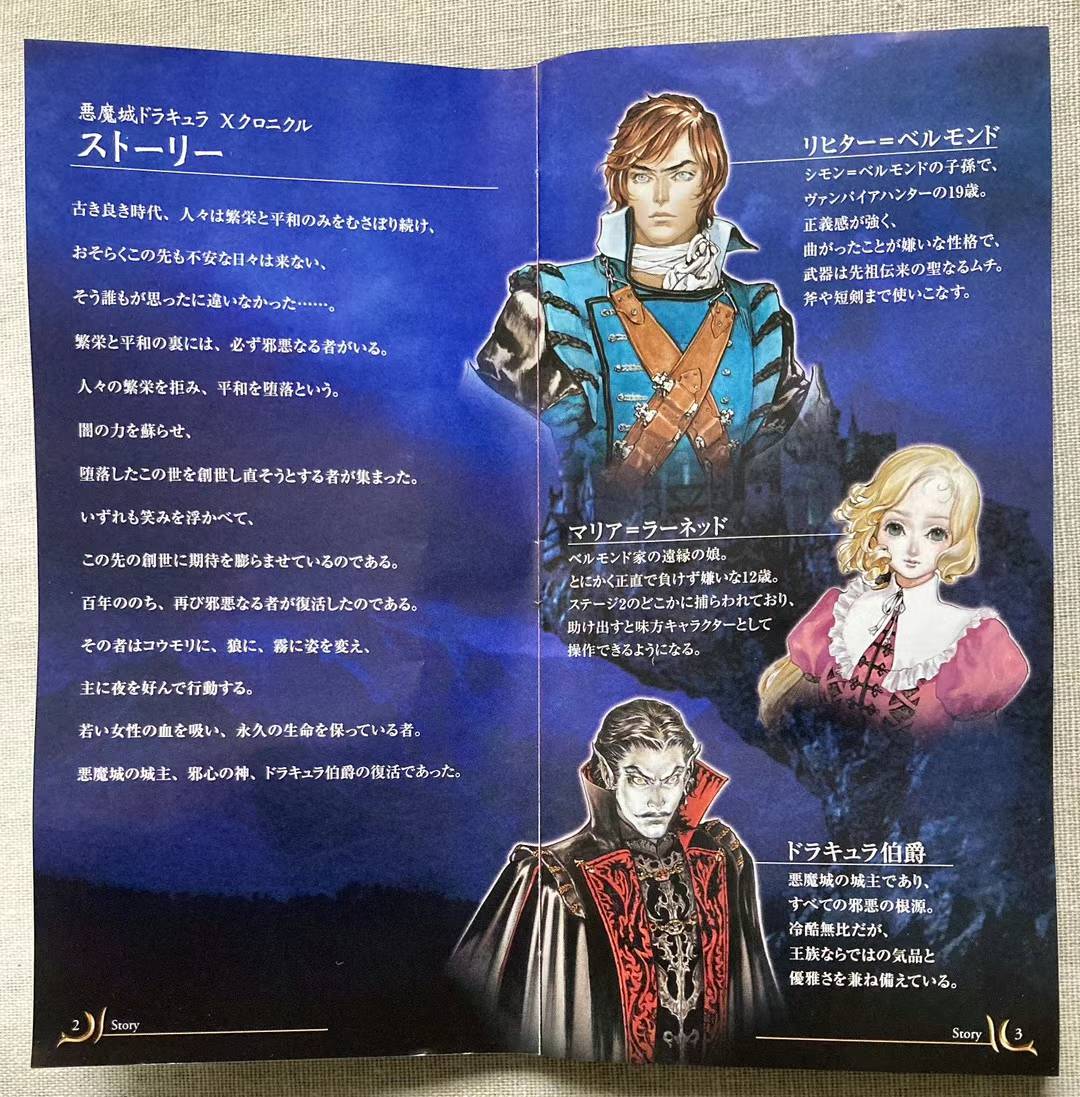 悪魔城ドラキュラ Xクロニクル
ストーリー
古き良き時代、人々は繁栄と平和のみをむさぼり続け、
おそらくこの先も不安な日々は来ない、
そう誰もが思ったに違いなかった……。
繁栄と平和の裏には、必ず邪悪なる者がいる。
人々の繁栄を拒み、平和を堕落という。
闇の力を蘇らせ、
堕落したこの世を創世し直そうとする者が集まった。
いずれも笑みを浮かべて、
この先の創世に期待を膨らませているのである。
百年ののち、再び邪悪なる者が復活したのである。
その者はコウモリに、狼に、霧に姿を変え、
主に夜を好んで行動する。
若い女性の血を吸い、永久の生命を保っている者。
悪魔城の城主、邪心の神、ドラキュラ伯爵の復活であった。
2 Story
リヒター＝ベルモンド
シモン＝ベルモンドの子孫で、
ヴァンパイアハンターの19歳。
正義感が強く、
曲がったことが嫌いな性格で、
武器は先祖伝来の聖なるムチ。
斧や短剣まで使いこなす。
マリア＝ラーネッド
ベルモンド家の遠縁の娘。
とにかく正直で負けず嫌いな12歳。
ステージ2のどこかに捕らわれており、
助け出すと味方キャラクターとして
操作できるようになる。
ドラキュラ伯爵
悪魔城の城主であり、
すべての邪悪の根源。
冷酷無比だが、
王族ならではの気品と
優雅さを兼ね備えている。
Story 3